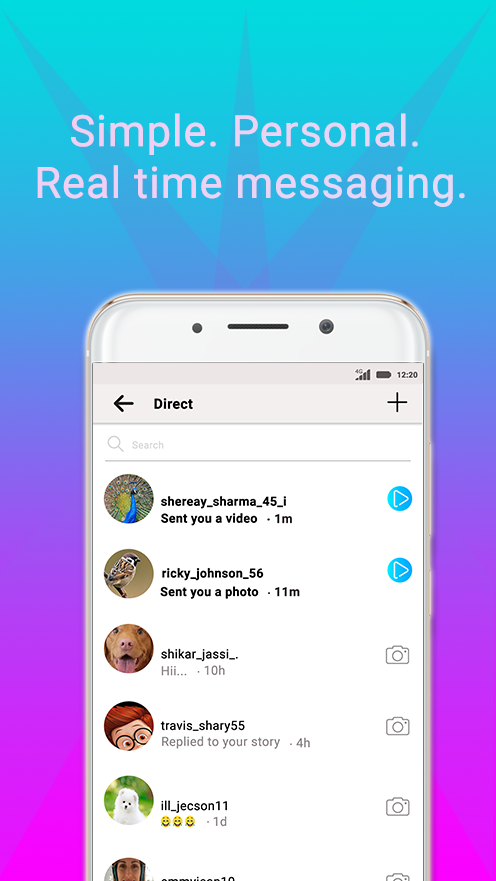 Simple. Personal.
Real time messaging.
4G 12:20
Direct
Search
shereay_sharma_45_i
Sent you a video · 1m
ricky_johnson_56
Sent you a photo · 11m
shikar_jassi_.
Hii... · 10h
travis_shary55
Replied to your story · 4h
ill_jecson11
😆😆😆 · 1d